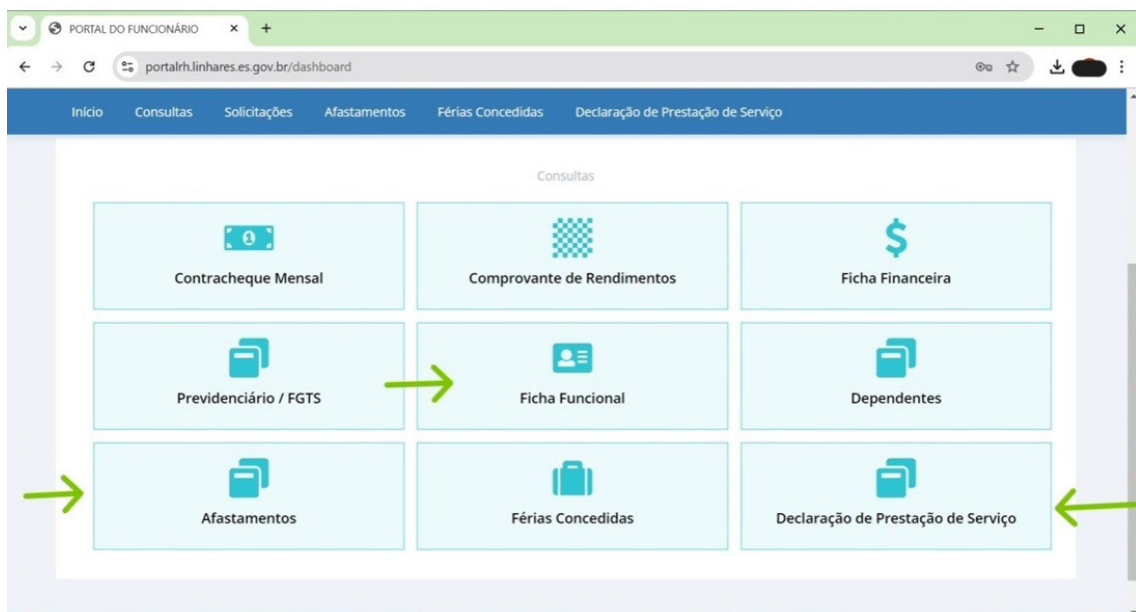 PORTAL DO FUNCIONÁRIO
portalrh.linhares.es.gov.br/dashboard
Início Consultas Solicitações Afastamentos Férias Concedidas Declaração de Prestação de Serviço
Consultas
1
Contracheque Mensal
Comprovante de Rendimentos
$
Ficha Financeira
Previdenciário / FGTS
Ficha Funcional
Dependentes
Afastamentos
Férias Concedidas
Declaração de Prestação de Serviço